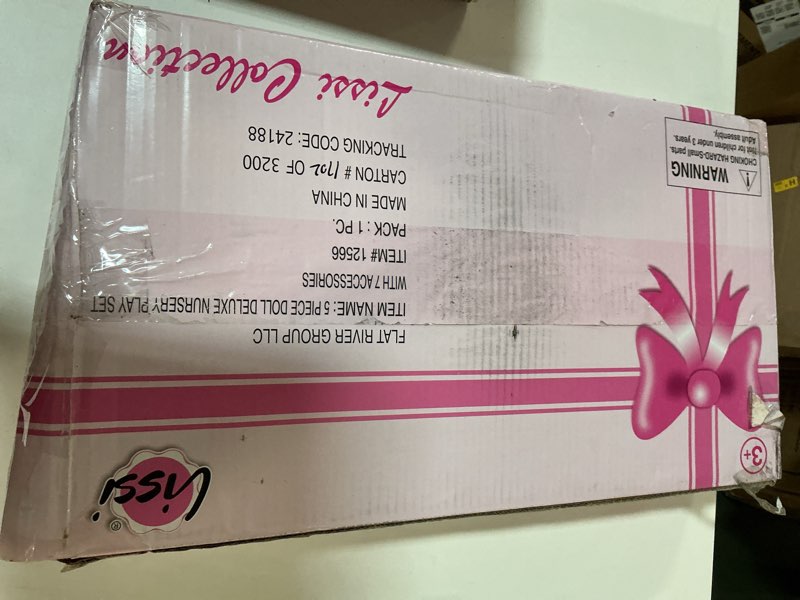 Lissi®
3+
FLAT RIVER GROUP LLC
ITEM NAME: 5 PIECE DOLL DELUXE NURSERY PLAY SET
WITH 7 ACCESSORIES
ITEM# 12566
PACK: 1 PC.
MADE IN CHINA
CARTON # 1702 OF 3200
TRACKING CODE: 24188
WARNING
CHOKING HAZARD-Small parts.
Not for children under 3 years.
Adult assembly.
Lissi Collection